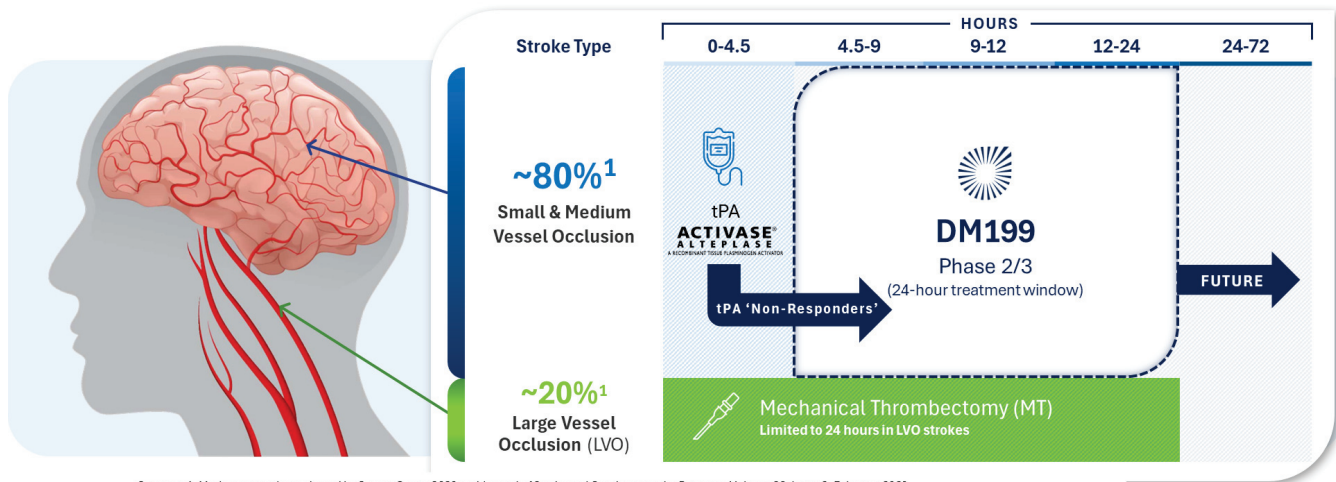 HOURS
Stroke Type
0-4.5
4.5-9
9-12
12-24
24-72
~80%¹
Small & Medium
Vessel Occlusion
tPA
ACTIVASE®
ALTEPLASE
A RECOMBINANT TISSUE PLASMINOGEN ACTIVATOR
tPA ‘Non-Responders’
DM199
Phase 2/3
(24-hour treatment window)
FUTURE
~20%¹
Large Vessel
Occlusion (LVO)
Mechanical Thrombectomy (MT)
Limited to 24 hours in LVO strokes